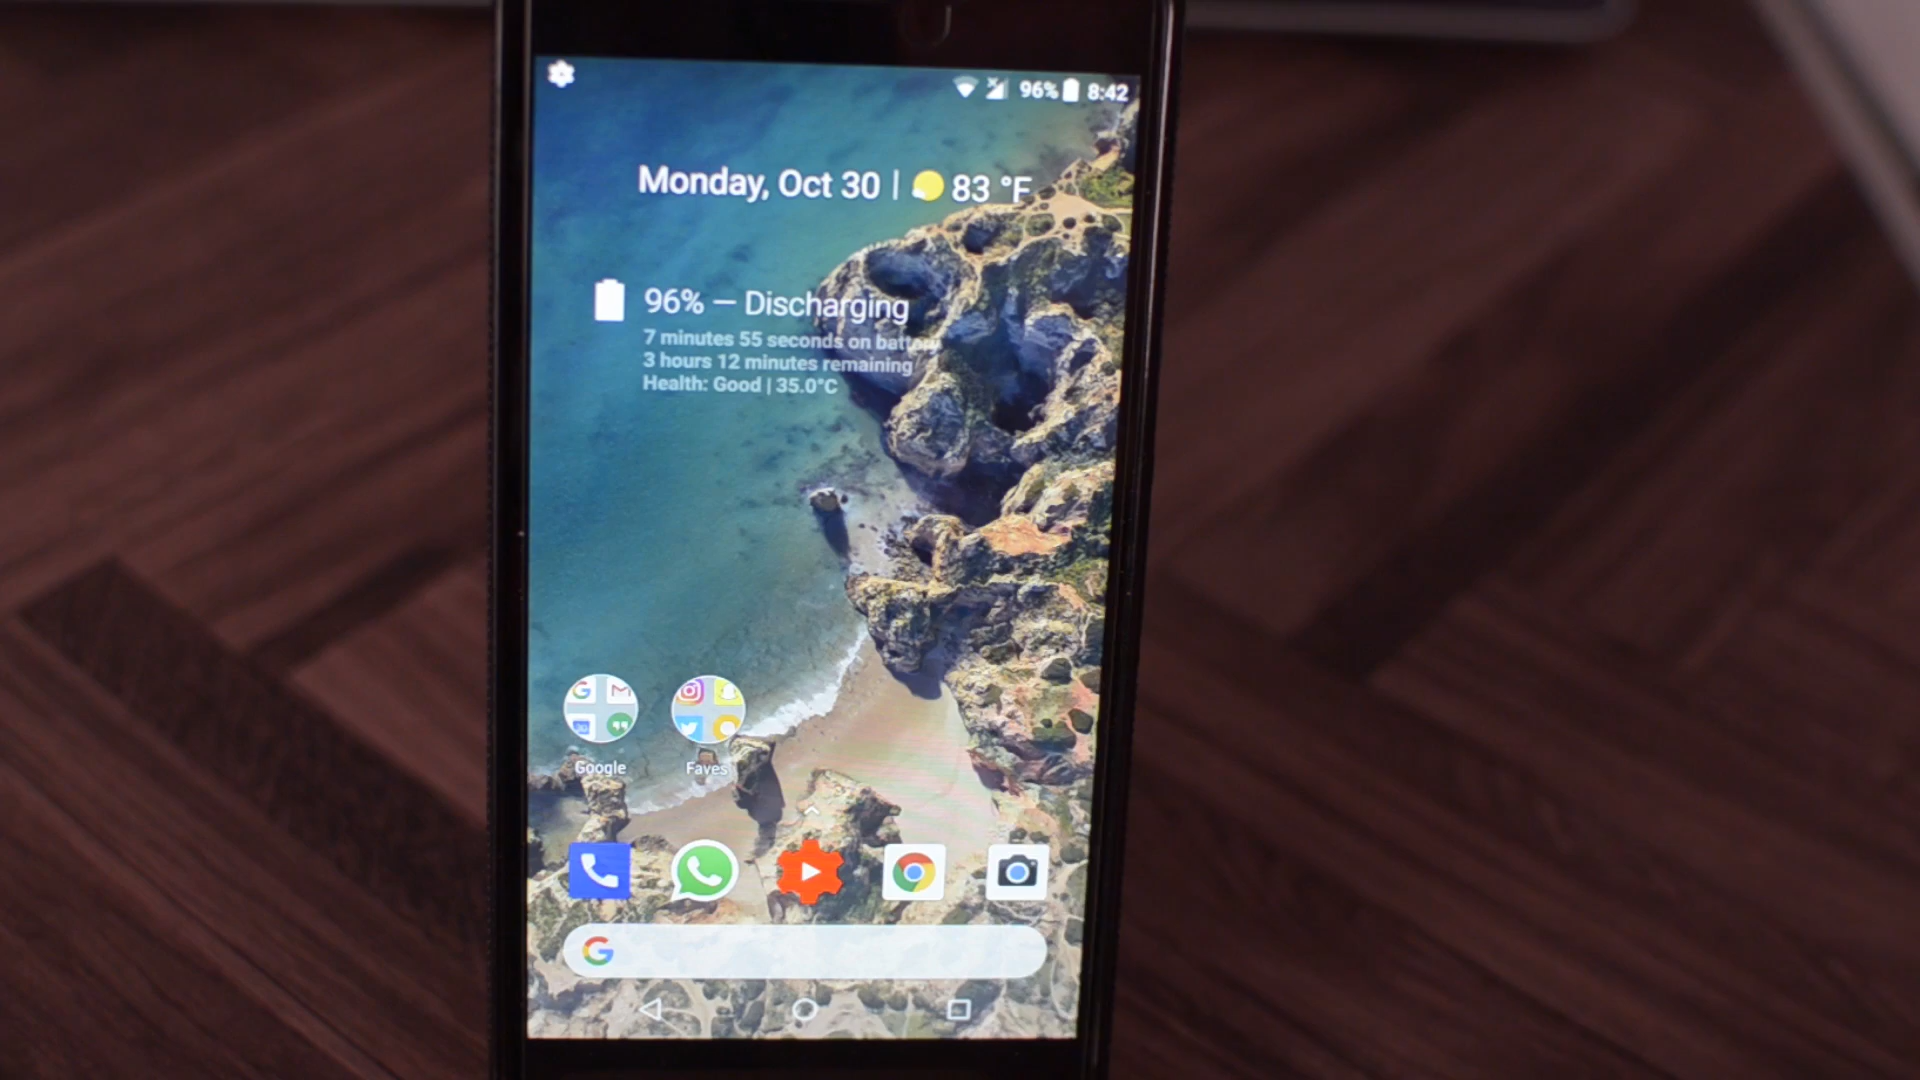 96% 8:42
Monday, Oct 30 | 83 °F
96% — Discharging
7 minutes 55 seconds on battery
3 hours 12 minutes remaining
Health: Good | 35.0°C
Google
Faves